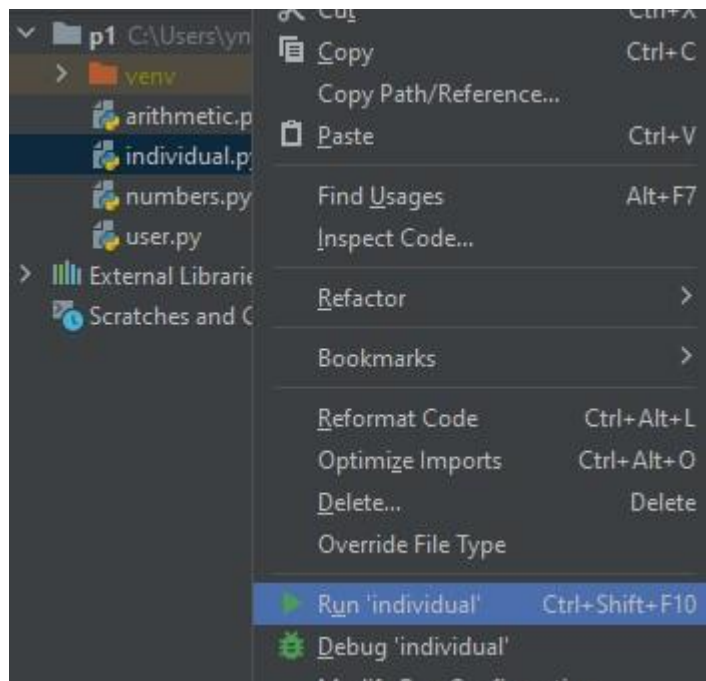 Cut Ctrl+X
p1 C:\Users\yn
Copy Ctrl+C
venv
Copy Path/Reference...
arithmetic.p
Paste Ctrl+V
individual.py
numbers.py
Find Usages Alt+F7
user.py
Inspect Code...
External Librarie
Refactor
Scratches and C
Bookmarks
Reformat Code Ctrl+Alt+L
Optimize Imports Ctrl+Alt+O
Delete... Delete
Override File Type
Run 'individual' Ctrl+Shift+F10
Debug 'individual'